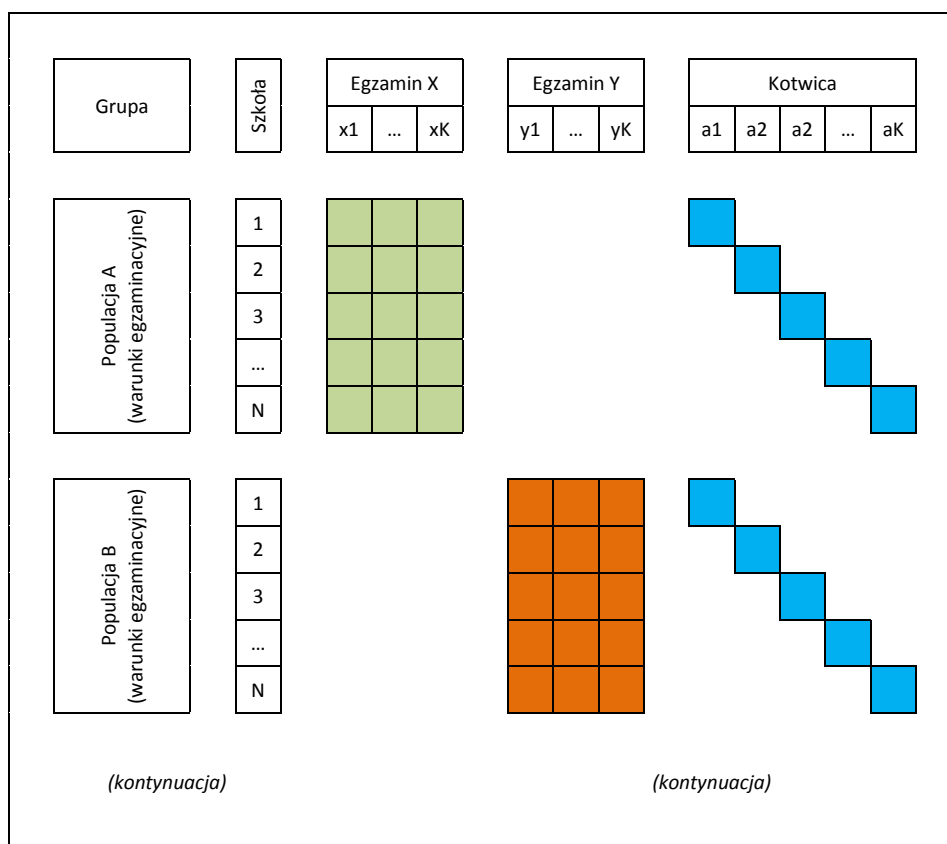 Grupa
Szkoła
Egzamin X
x1 ... xK
Egzamin Y
y1 ... yK
Kotwica
a1 a2 a2 ... aK
Populacja A
(warunki egzaminacyjne)
1
2
3
...
N
Populacja B
(warunki egzaminacyjne)
1
2
3
...
N
(kontynuacja)
(kontynuacja)